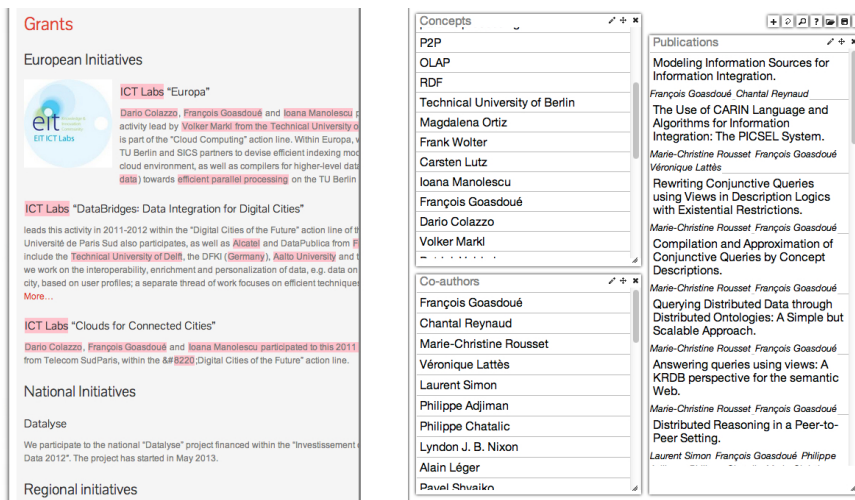 Grants
European Initiatives
eit
EIT ICT Labs
ICT Labs “Europa”
Dario Colazzo, François Goasdoué and Ioana Manolescu p
activity lead by Volker Markl from the Technical University o
is part of the "Cloud Computing" action line. Within Europa, v
TU Berlin and SICS partners to devise efficient indexing mod
cloud environment, as well as compilers for higher-level data
data) towards efficient parallel processing on the TU Berlin
ICT Labs “DataBridges: Data Integration for Digital Cities”
leads this activity in 2011-2012 within the "Digital Cities of the Future" action line of th
Université de Paris Sud also participates, as well as Alcatel and DataPublica from F
include the Technical University of Delft, the DFKI (Germany), Aalto University and t
we work on the interoperability, enrichment and personalization of data, e.g. data on
city, based on user profiles; a separate thread of work focuses on efficient techniques
More...
ICT Labs “Clouds for Connected Cities”
Dario Colazzo, François Goasdoué and Ioana Manolescu participated to this 2011
from Telecom SudParis, within the &#8220;Digital Cities of the Future" action line.
National Initiatives
Datalyse
We participate to the national "Datalyse" project financed within the "Investissement
Data 2012". The project has started in May 2013.
Regional initiatives
Concepts
P2P
OLAP
RDF
Technical University of Berlin
Magdalena Ortiz
Frank Wolter
Carsten Lutz
Ioana Manolescu
François Goasdoué
Dario Colazzo
Volker Markl
Co-authors
François Goasdoué
Chantal Reynaud
Marie-Christine Rousset
Véronique Lattès
Laurent Simon
Philippe Adjiman
Philippe Chatalic
Lyndon J. B. Nixon
Alain Léger
Pavel Shvaiko
Publications
Modeling Information Sources for
Information Integration.
François Goasdoué Chantal Reynaud
The Use of CARIN Language and
Algorithms for Information
Integration: The PICSEL System.
Marie-Christine Rousset François Goasdoué
Véronique Lattès
Rewriting Conjunctive Queries
using Views in Description Logics
with Existential Restrictions.
Compilation and Approximation of
Conjunctive Queries by Concept
Descriptions.
Marie-Christine Rousset François Goasdoué
Querying Distributed Data through
Distributed Ontologies: A Simple but
Scalable Approach.
Marie-Christine Rousset François Goasdoué
Answering queries using views: A
KRDB perspective for the semantic
Web.
Marie-Christine Rousset François Goasdoué
Distributed Reasoning in a Peer-to-
Peer Setting.
Laurent Simon François Goasdoué Philippe